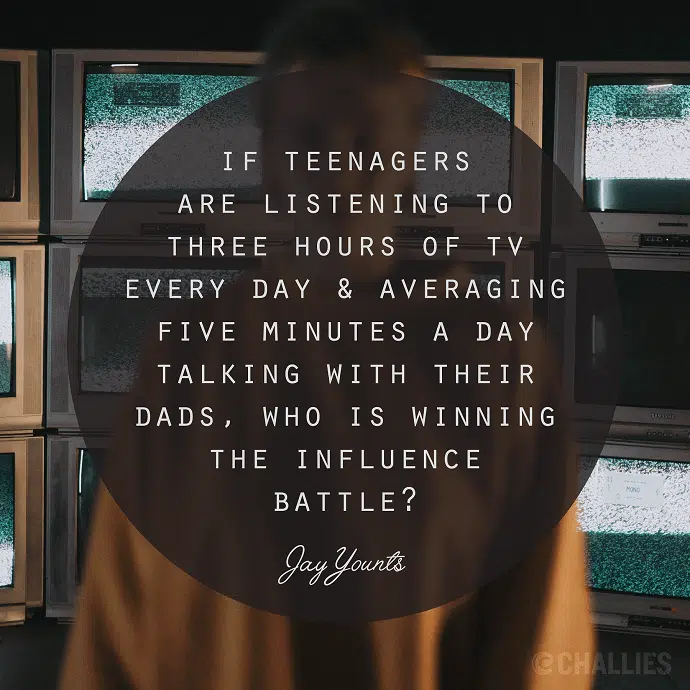 IF TEENAGERS
ARE LISTENING TO
THREE HOURS OF TV
EVERY DAY & AVERAGING
FIVE MINUTES A DAY
TALKING WITH THEIR
DADS, WHO IS WINNING
THE INFLUENCE
BATTLE?
Jay Younts
MONO
CHALLIES